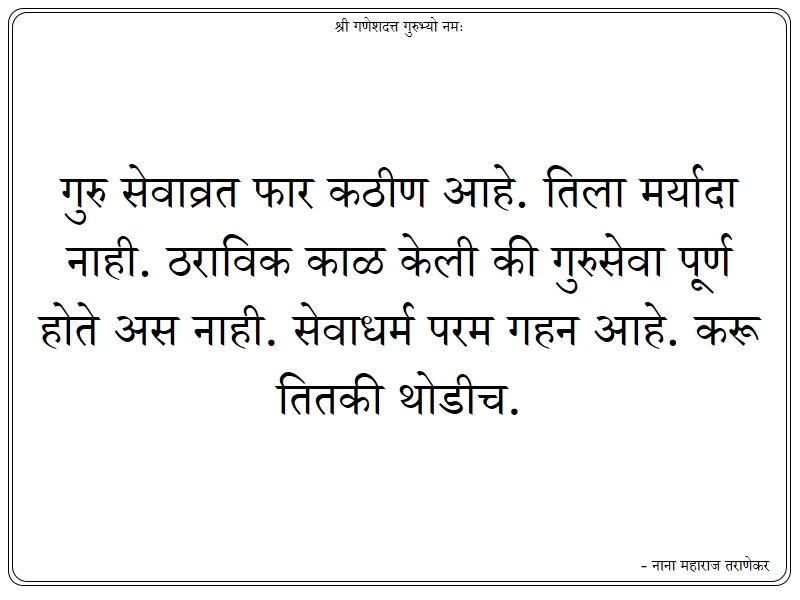 श्री गणेशदत्त गुरुभ्यो नमः
गुरु सेवाव्रत फार कठीण आहे. तिला मर्यादा
नाही. ठराविक काळ केली की गुरुसेवा पूर्ण
होते अस नाही. सेवाधर्म परम गहन आहे. करू
तितकी थोडीच.
- नाना महाराज तराणेकर